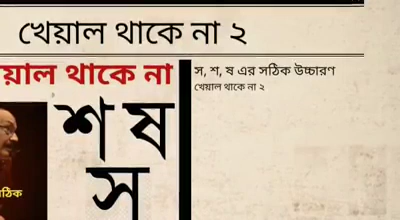 খেয়াল থাকে না ২
য়াল থাকে না
স, শ, ষ এর সঠিক উচ্চারণ
খেয়াল থাকে না ২
শ ষ
স
ঠিক